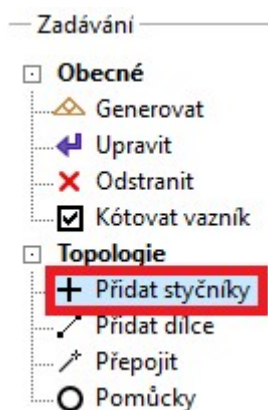 Zadávání
Obecné
Generovat
Upravit
Odstranit
Kótovat vazník
Topologie
Přidat styčníky
Přidat dílce
Přepojit
Pomůcky